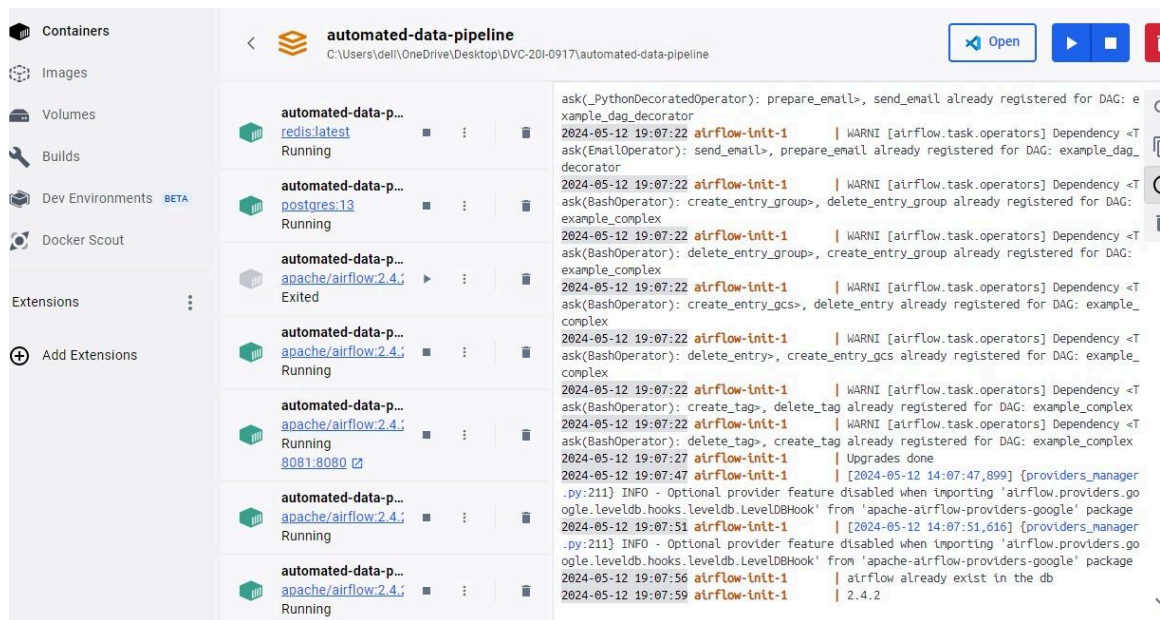 Containers
Images
Volumes
Builds
Dev Environments BETA
Docker Scout
Extensions
Add Extensions
automated-data-pipeline
C:\Users\dell\OneDrive\Desktop\DVC-20I-0917\automated-data-pipeline
Open
automated-data-p...
redis:latest
Running
automated-data-p...
postgres:13
Running
automated-data-p...
apache/airflow:2.4.2
Exited
automated-data-p...
apache/airflow:2.4.2
Running
automated-data-p...
apache/airflow:2.4.2
Running
8081:8080
automated-data-p...
apache/airflow:2.4.2
Running
automated-data-p...
apache/airflow:2.4.2
Running
ask(_PythonDecoratedOperator): prepare_email>, send_email already registered for DAG: e
xample_dag_decorator
2024-05-12 19:07:22 airflow-init-1 | WARNI [airflow.task.operators] Dependency <T
ask(EmailOperator): send_email>, prepare_email already registered for DAG: example_dag_
decorator
2024-05-12 19:07:22 airflow-init-1 | WARNI [airflow.task.operators] Dependency <T
ask(BashOperator): create_entry_group>, delete_entry_group already registered for DAG:
example_complex
2024-05-12 19:07:22 airflow-init-1 | WARNI [airflow.task.operators] Dependency <T
ask(BashOperator): delete_entry_group>, create_entry_group already registered for DAG:
example_complex
2024-05-12 19:07:22 airflow-init-1 | WARNI [airflow.task.operators] Dependency <T
ask(BashOperator): create_entry_gcs>, delete_entry already registered for DAG: example_
complex
2024-05-12 19:07:22 airflow-init-1 | WARNI [airflow.task.operators] Dependency <T
ask(BashOperator): delete_entry>, create_entry_gcs already registered for DAG: example_
complex
2024-05-12 19:07:22 airflow-init-1 | WARNI [airflow.task.operators] Dependency <T
ask(BashOperator): create_tag>, delete_tag already registered for DAG: example_complex
2024-05-12 19:07:22 airflow-init-1 | WARNI [airflow.task.operators] Dependency <T
ask(BashOperator): delete_tag>, create_tag already registered for DAG: example_complex
2024-05-12 19:07:27 airflow-init-1 | Upgrades done
2024-05-12 19:07:47 airflow-init-1 | [2024-05-12 14:07:47,899] {providers_manager
.py:211} INFO - Optional provider feature disabled when importing 'airflow.providers.go
ogle.leveldb.hooks.leveldb.LevelDBHook' from 'apache-airflow-providers-google' package
2024-05-12 19:07:51 airflow-init-1 | [2024-05-12 14:07:51,616] {providers_manager
.py:211} INFO - Optional provider feature disabled when importing 'airflow.providers.go
ogle.leveldb.hooks.leveldb.LevelDBHook' from 'apache-airflow-providers-google' package
2024-05-12 19:07:56 airflow-init-1 | airflow already exist in the db
2024-05-12 19:07:59 airflow-init-1 | 2.4.2